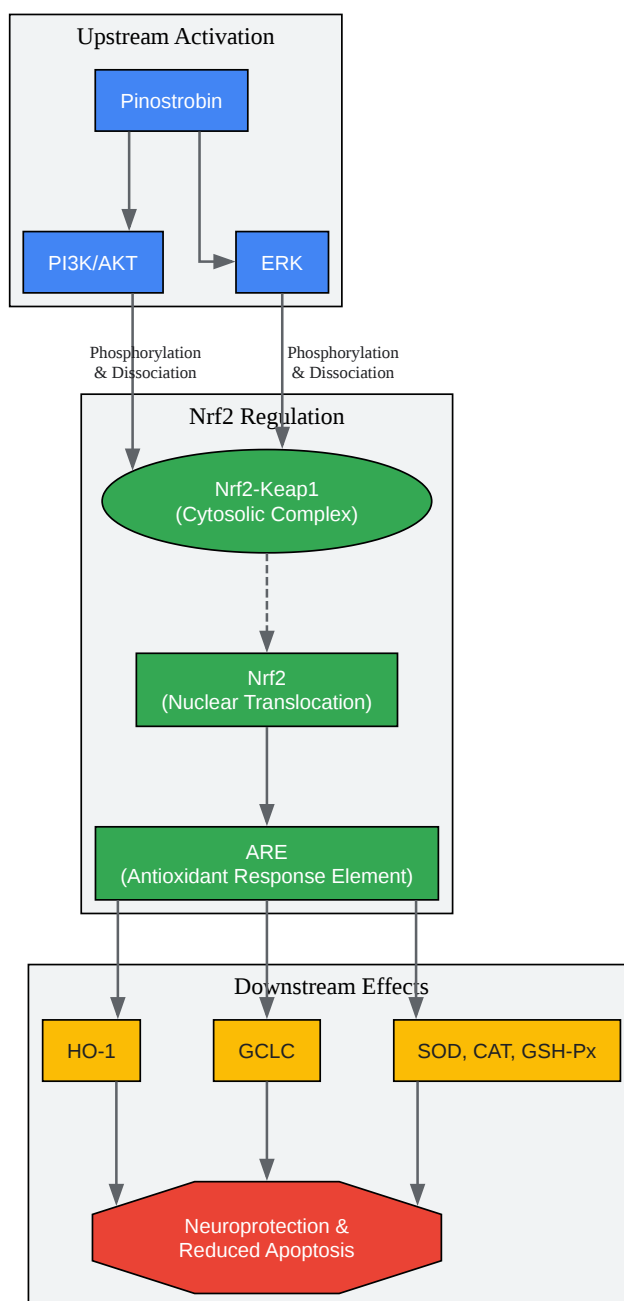 Upstream Activation
Pinostrobin
PI3K/AKT
ERK
Phosphorylation
& Dissociation
Phosphorylation
& Dissociation
Nrf2 Regulation
Nrf2-Keap1
(Cytosolic Complex)
Nrf2
(Nuclear Translocation)
ARE
(Antioxidant Response Element)
Downstream Effects
HO-1
GCLC
SOD, CAT, GSH-Px
Neuroprotection &
Reduced Apoptosis